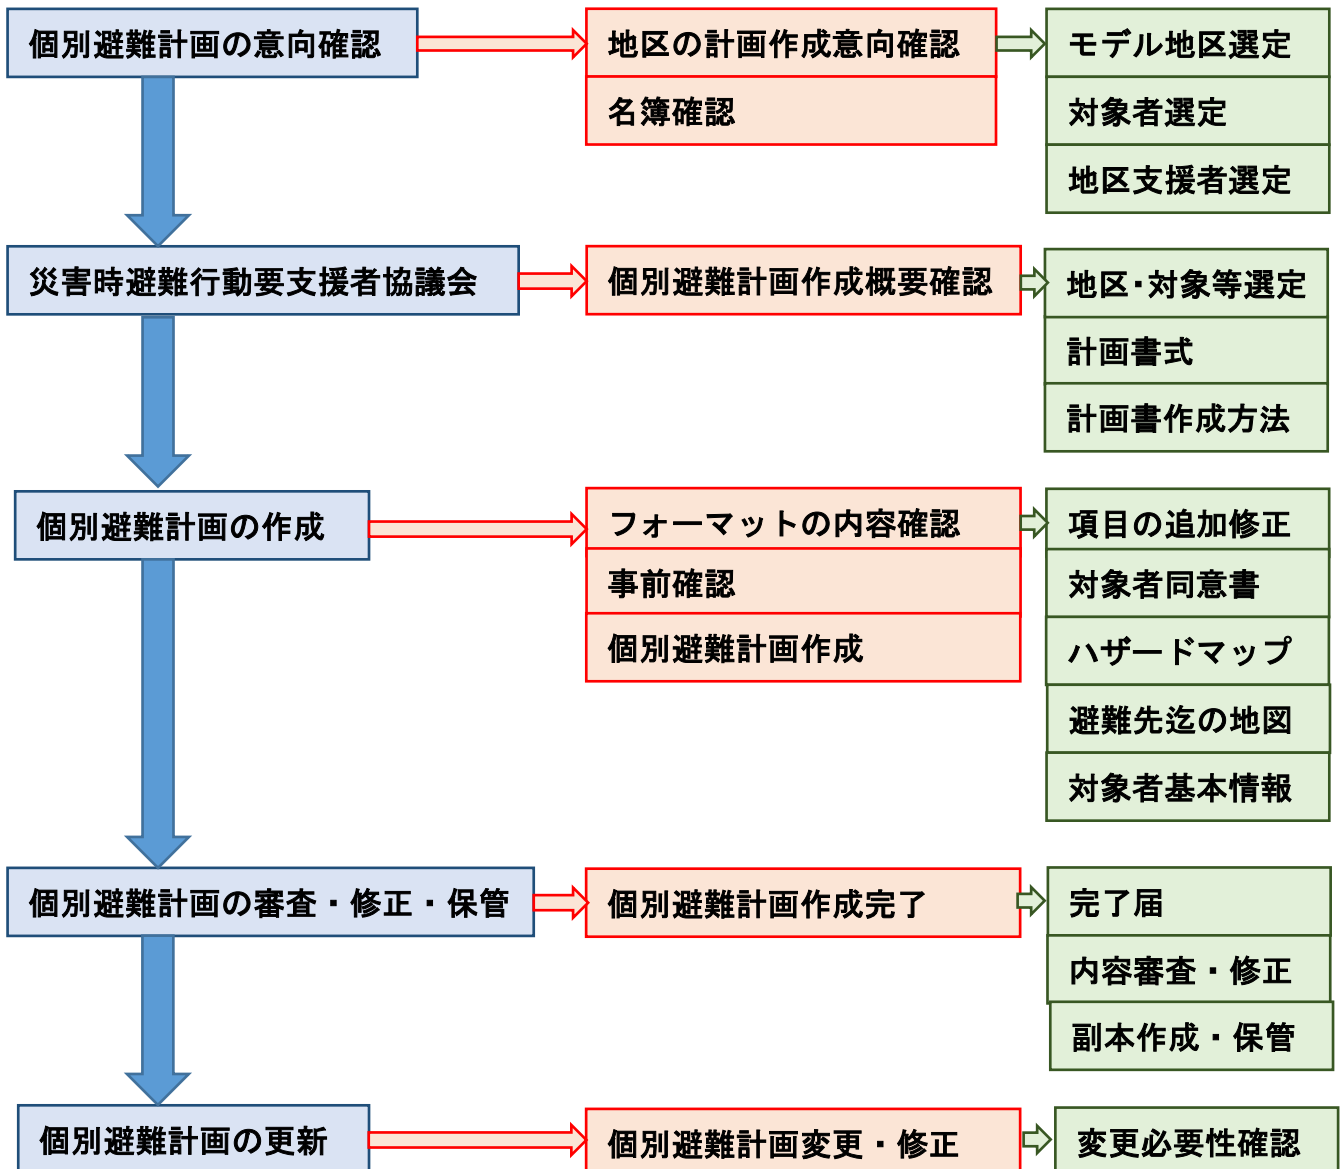 個別避難計画の意向確認
地区の計画作成意向確認
名簿確認
モデル地区選定
対象者選定
地区支援者選定
災害時避難行動要支援者協議会
個別避難計画作成概要確認
地区・対象等選定
計画書式
計画書作成方法
個別避難計画の作成
フォーマットの内容確認
事前確認
個別避難計画作成
項目の追加修正
対象者同意書
ハザードマップ
避難先迄の地図
対象者基本情報
個別避難計画の審査・修正・保管
個別避難計画作成完了
完了届
内容審査・修正
副本作成・保管
個別避難計画の更新
個別避難計画変更・修正
変更必要性確認